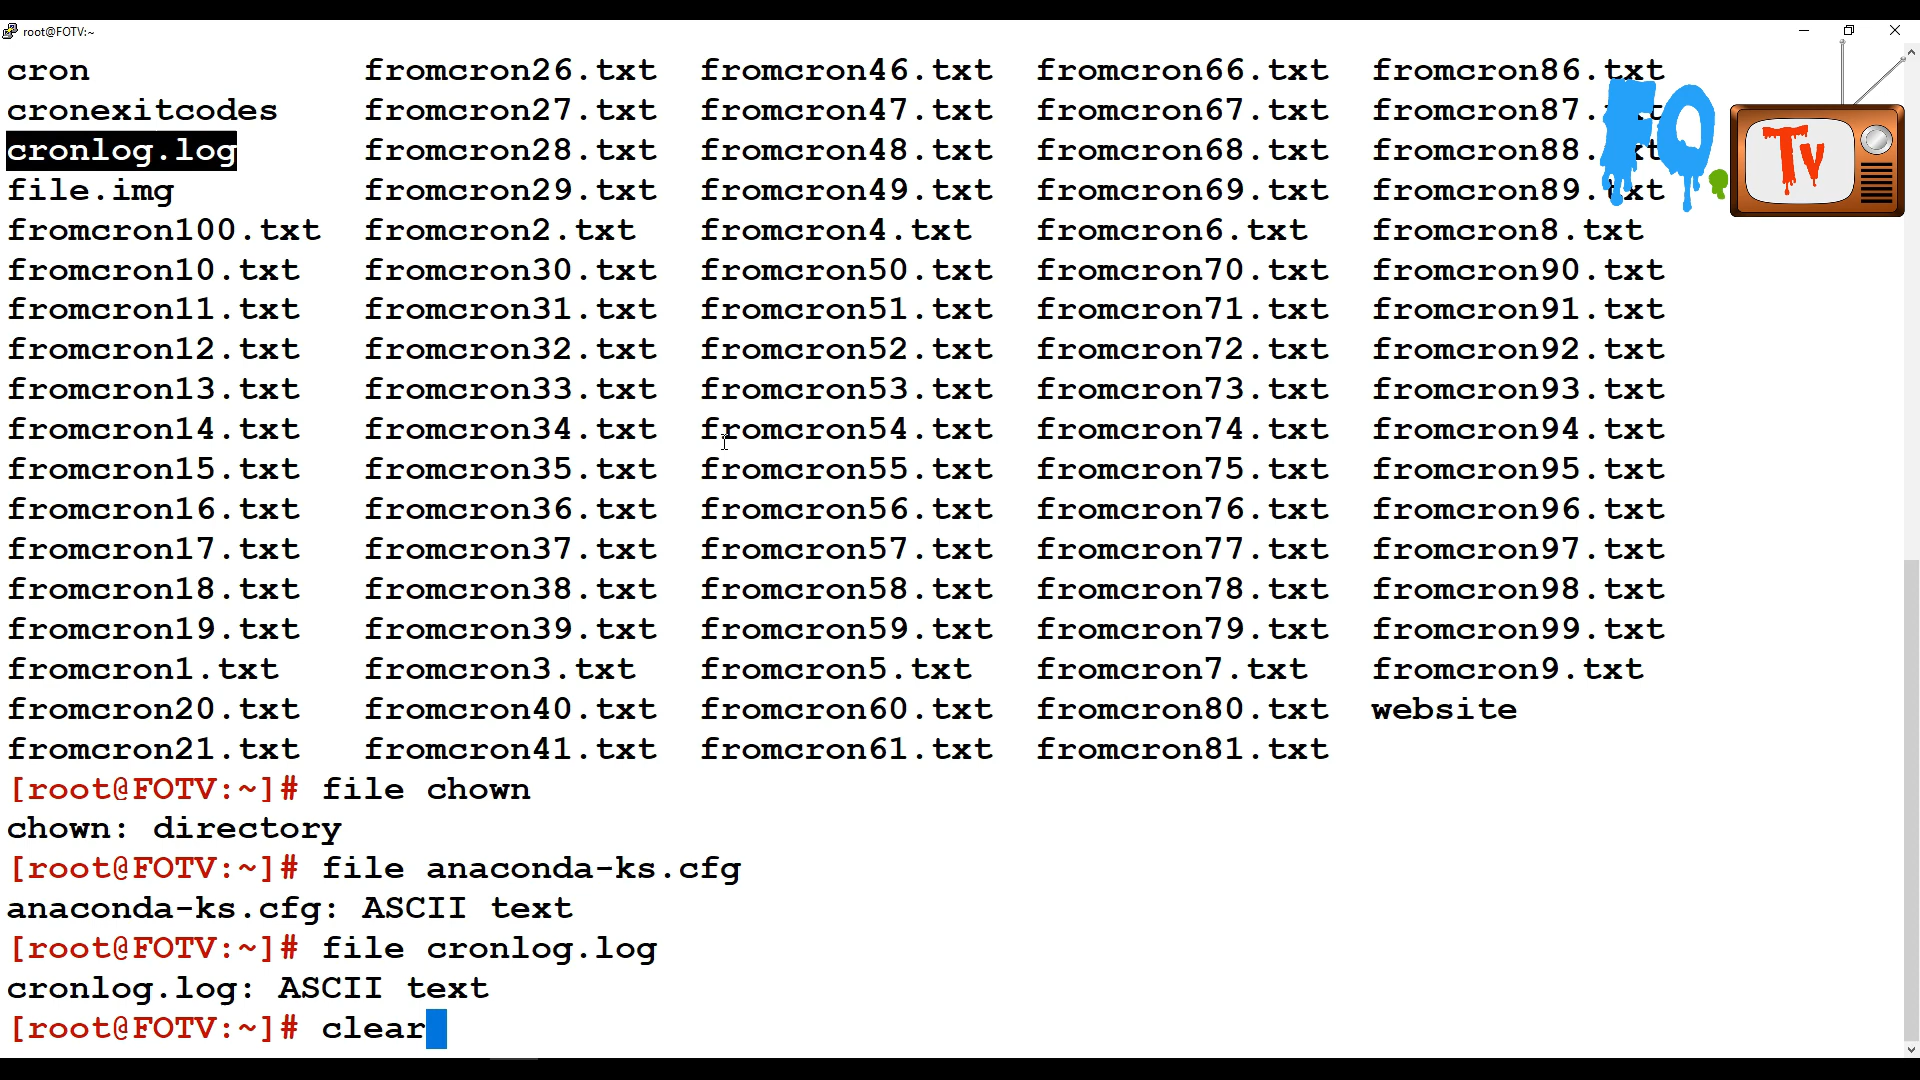 root@FOTV:~
cron fromcron26.txt fromcron46.txt fromcron66.txt fromcron86.txt
cronexitcodes fromcron27.txt fromcron47.txt fromcron67.txt fromcron87.
cronlog.log fromcron28.txt fromcron48.txt fromcron68.txt fromcron88.
file.img fromcron29.txt fromcron49.txt fromcron69.txt fromcron89.
fromcron100.txt fromcron2.txt fromcron4.txt fromcron6.txt fromcron8.txt
fromcron10.txt fromcron30.txt fromcron50.txt fromcron70.txt fromcron90.txt
fromcron11.txt fromcron31.txt fromcron51.txt fromcron71.txt fromcron91.txt
fromcron12.txt fromcron32.txt fromcron52.txt fromcron72.txt fromcron92.txt
fromcron13.txt fromcron33.txt fromcron53.txt fromcron73.txt fromcron93.txt
fromcron14.txt fromcron34.txt fromcron54.txt fromcron74.txt fromcron94.txt
fromcron15.txt fromcron35.txt fromcron55.txt fromcron75.txt fromcron95.txt
fromcron16.txt fromcron36.txt fromcron56.txt fromcron76.txt fromcron96.txt
fromcron17.txt fromcron37.txt fromcron57.txt fromcron77.txt fromcron97.txt
fromcron18.txt fromcron38.txt fromcron58.txt fromcron78.txt fromcron98.txt
fromcron19.txt fromcron39.txt fromcron59.txt fromcron79.txt fromcron99.txt
fromcron1.txt fromcron3.txt fromcron5.txt fromcron7.txt fromcron9.txt
fromcron20.txt fromcron40.txt fromcron60.txt fromcron80.txt website
fromcron21.txt fromcron41.txt fromcron61.txt fromcron81.txt
[root@FOTV:~]# file chown
chown: directory
[root@FOTV:~]# file anaconda-ks.cfg
anaconda-ks.cfg: ASCII text
[root@FOTV:~]# file cronlog.log
cronlog.log: ASCII text
[root@FOTV:~]# clear
FO.
Tv